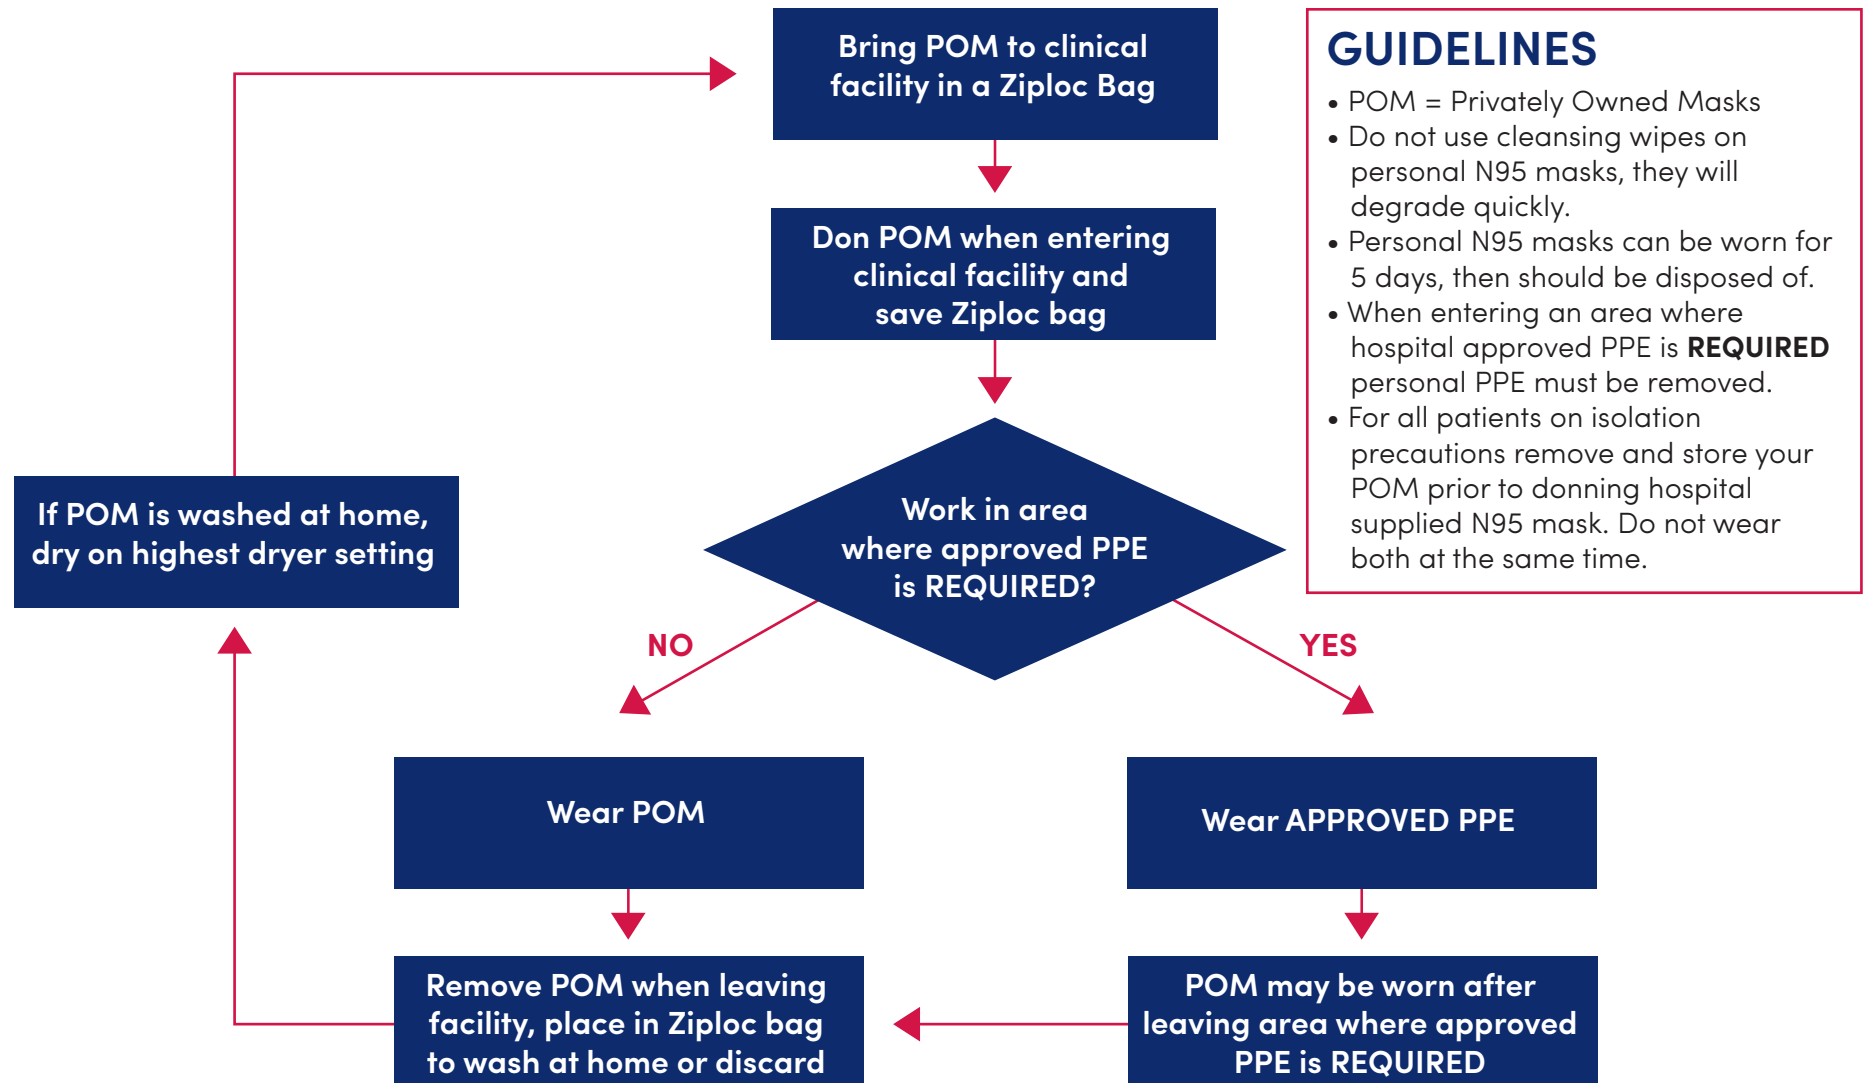 Bring POM to clinical
facility in a Ziploc Bag
Don POM when entering
clinical facility and
save Ziploc bag
Work in area
where approved PPE
is REQUIRED?
NO
YES
Wear POM
Wear APPROVED PPE
Remove POM when leaving
facility, place in Ziploc bag
to wash at home or discard
POM may be worn after
leaving area where approved
PPE is REQUIRED
If POM is washed at home,
dry on highest dryer setting
GUIDELINES
• POM = Privately Owned Masks
• Do not use cleansing wipes on
personal N95 masks, they will
degrade quickly.
• Personal N95 masks can be worn for
5 days, then should be disposed of.
• When entering an area where
hospital approved PPE is REQUIRED
personal PPE must be removed.
• For all patients on isolation
precautions remove and store your
POM prior to donning hospital
supplied N95 mask. Do not wear
both at the same time.